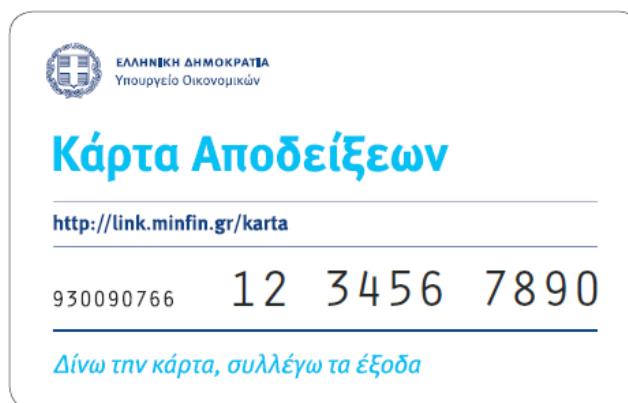 ΕΛΛΗΝΙΚΗ ΔΗΜΟΚΡΑΤΙΑ
Υπουργείο Οικονομικών
Κάρτα Αποδείξεων
http://link.minfin.gr/karta
930090766 12 3456 7890
Δίνω την κάρτα, συλλέγω τα έξοδα